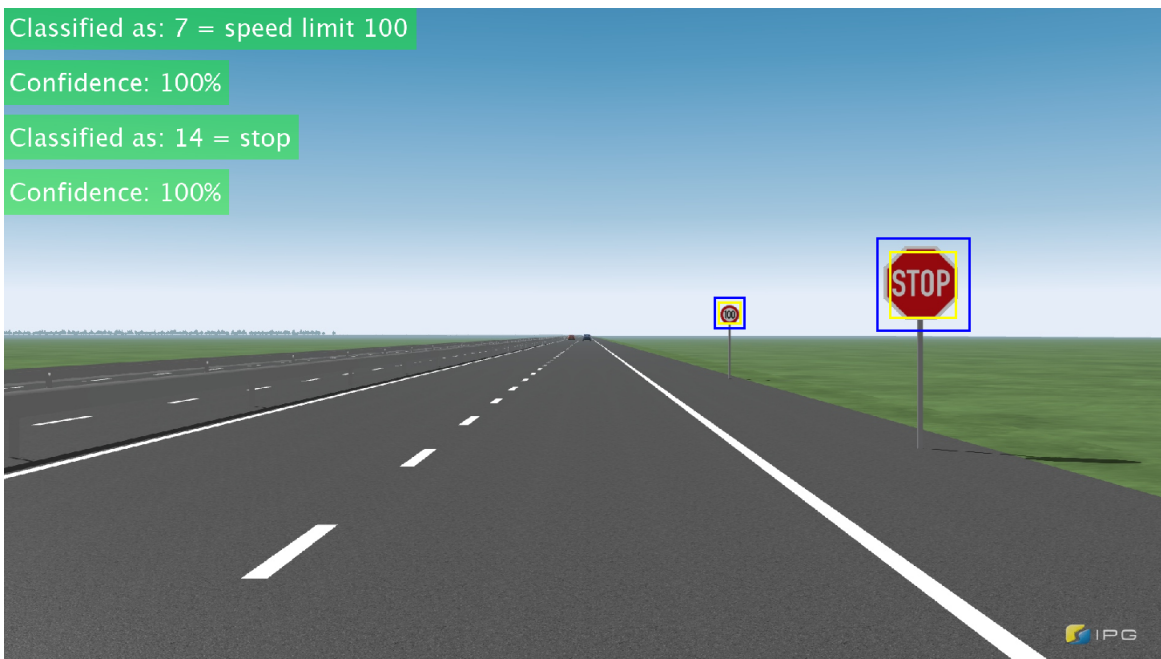 Classified as: 7 = speed limit 100
Confidence: 100%
Classified as: 14 = stop
Confidence: 100%
100
STOP
IPG